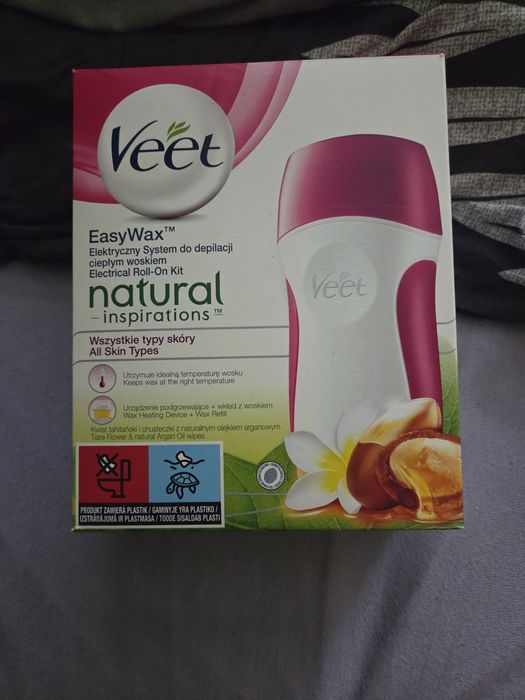 Veet
EasyWax™
Elektryczny System do depilacji
ciepłym woskiem
Electrical Roll-On Kit
natural
inspirations™
Wszystkie typy skóry
All Skin Types
Utrzymuje idealną temperaturę wosku
Keeps wax at the right temperature
Urządzenie podgrzewające + wkład z woskiem
Wax Heating Device + Wax Refill
Kwiat tahitański i chusteczki z naturalnym olejkiem arganowym
Tiare Flower & natural Argan Oil wipes
PRODUKT ZAWIERA PLASTIK / GAMINYJE YRA PLASTIKO /
IZSTRĀDĀJUMĀ IR PLASTMASA / TOODE SISALDAB PLASTI
Veet